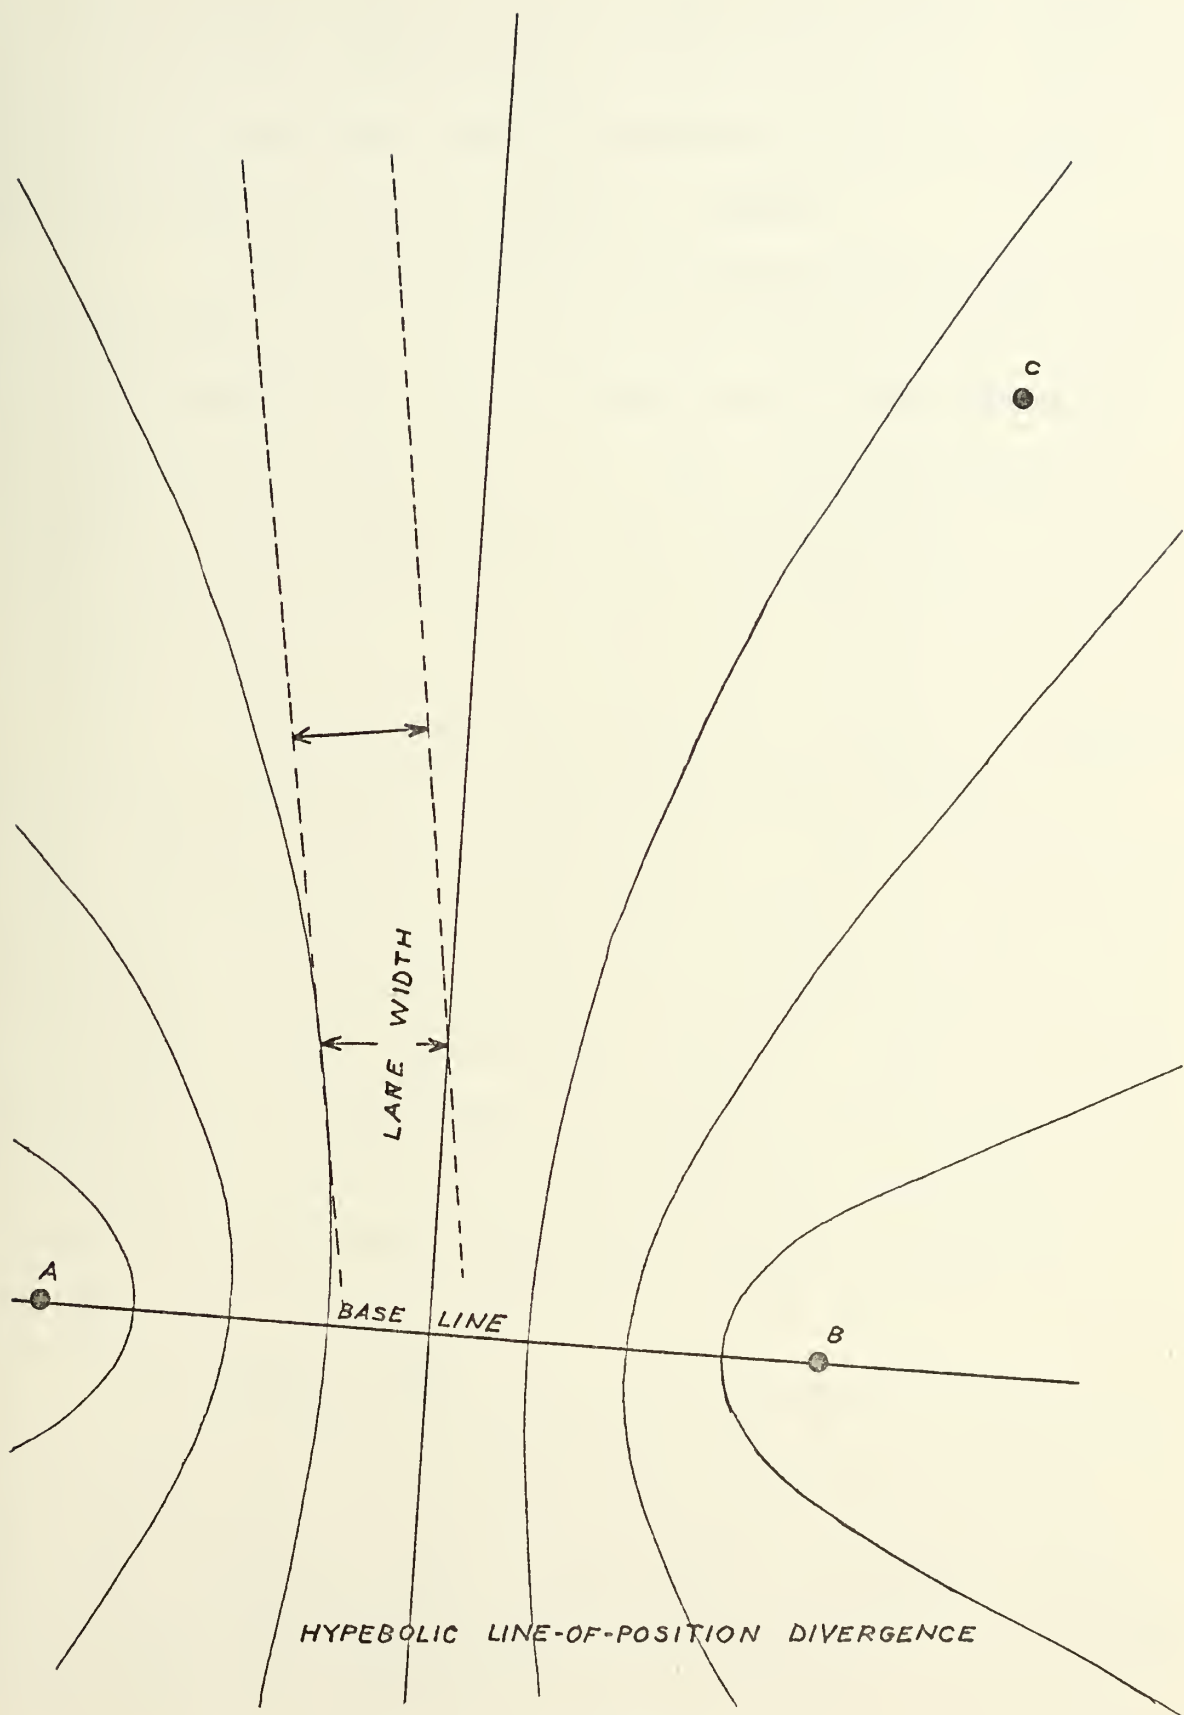 C
LANE WIDTH
A
BASE LINE
B
HYPEBOLIC LINE-OF-POSITION DIVERGENCE